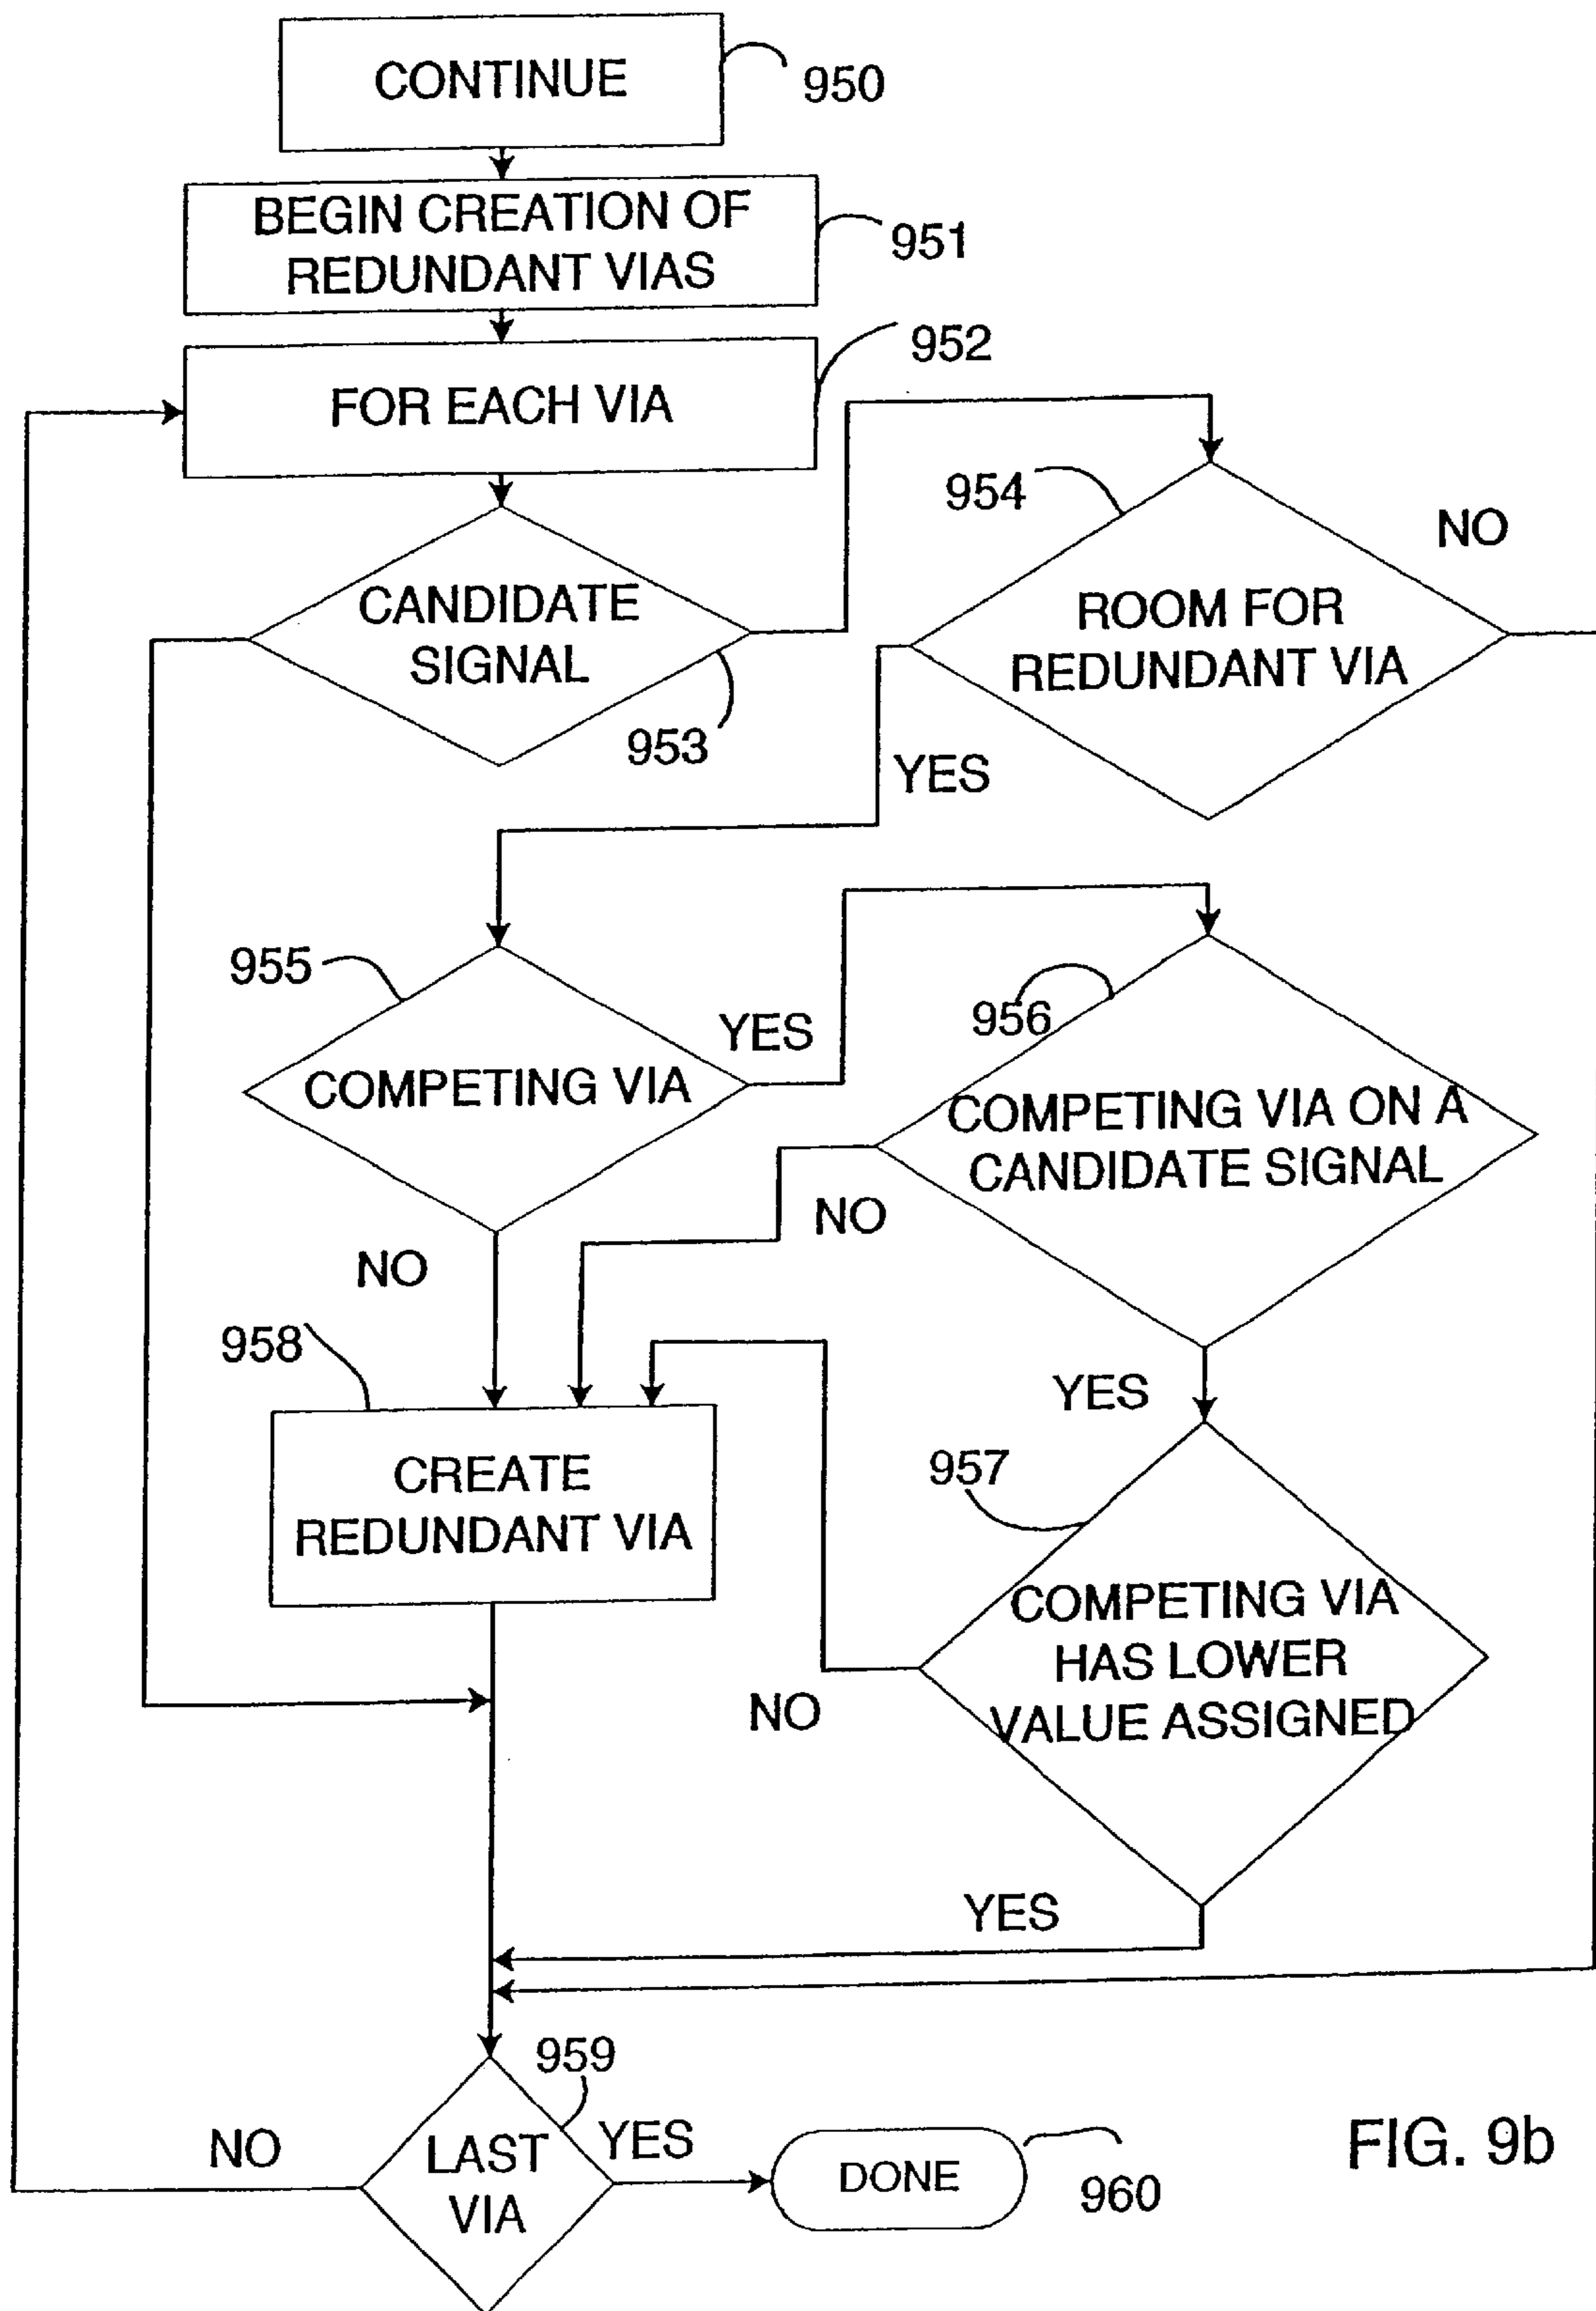 CONTINUE
950
BEGIN CREATION OF
REDUNDANT VIAS
951
FOR EACH VIA
952
CANDIDATE
SIGNAL
953
954
NO
ROOM FOR
REDUNDANT VIA
YES
955
COMPETING VIA
YES
956
COMPETING VIA ON A
CANDIDATE SIGNAL
NO
NO
YES
958
CREATE
REDUNDANT VIA
957
COMPETING VIA
HAS LOWER
VALUE ASSIGNED
NO
YES
959
LAST
VIA
NO
YES
DONE
960
FIG. 9b